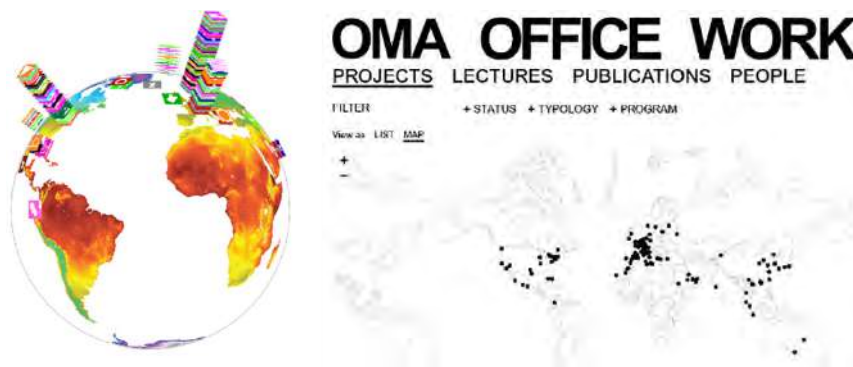 OMA OFFICE WORK
PROJECTS LECTURES PUBLICATIONS PEOPLE
FILTER + STATUS + TYPOLOGY + PROGRAM
View as LIST MAP
+
−